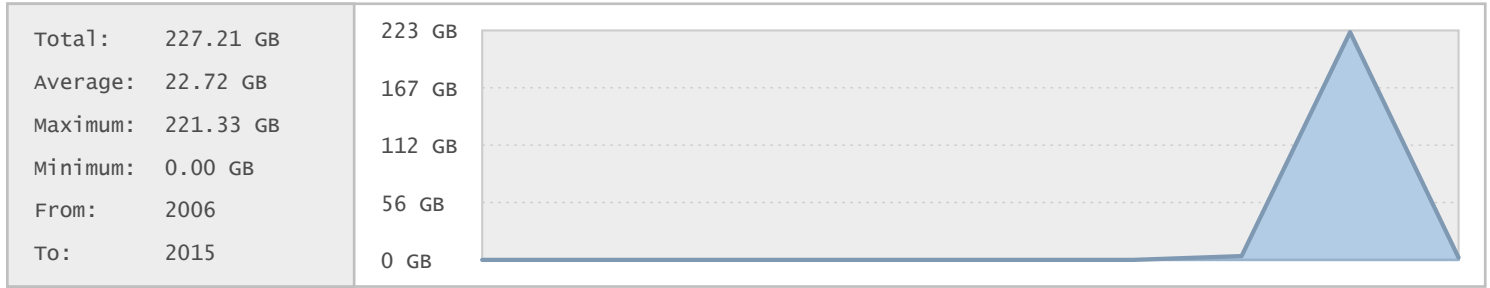 Total: 227.21 GB
Average: 22.72 GB
Maximum: 221.33 GB
Minimum: 0.00 GB
From: 2006
To: 2015
223 GB
167 GB
112 GB
56 GB
0 GB